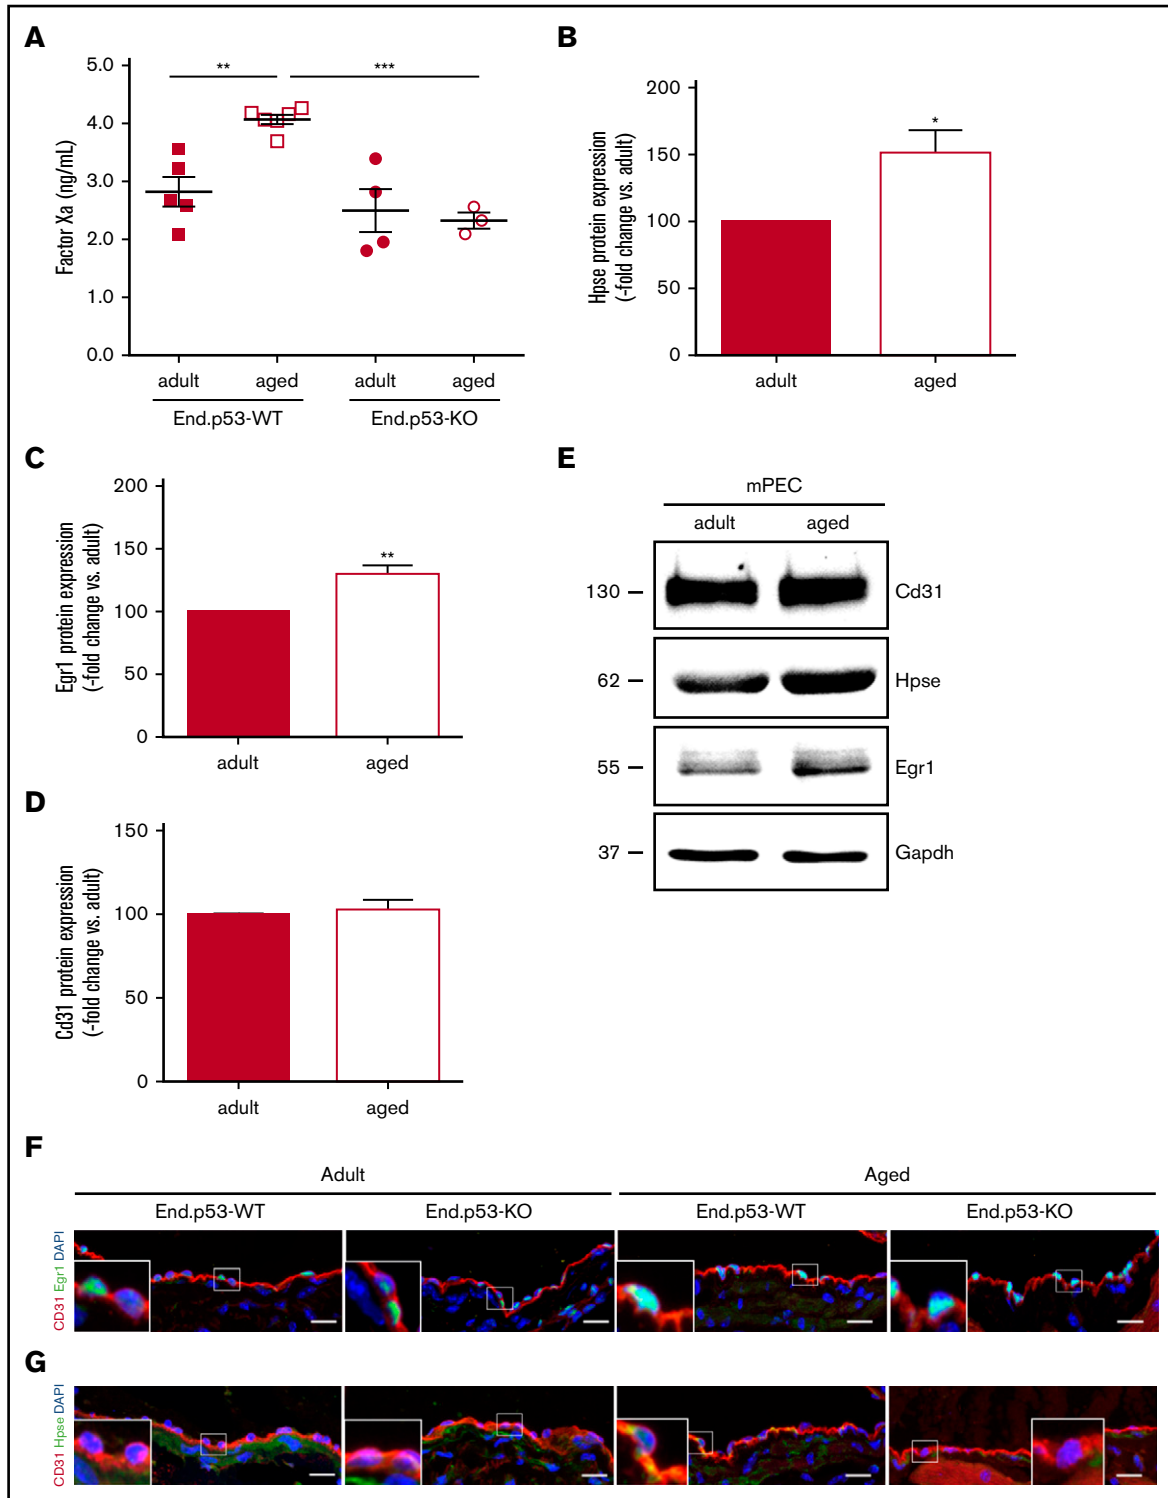 A
Factor Xa (ng/mL)
5.0
4.0
3.0
2.0
1.0
0.0
**
***
adult
aged
adult
aged
End.p53-WT
End.p53-KO
B
Hpse protein expression
(-fold change vs. adult)
200
150
100
50
0
*
adult
aged
C
Egr1 protein expression
(-fold change vs. adult)
200
150
100
50
0
**
adult
aged
D
Cd31 protein expression
(-fold change vs. adult)
150
100
50
0
adult
aged
E
mPEC
adult
aged
130
Cd31
62
Hpse
55
Egr1
37
Gapdh
F
Adult
Aged
End.p53-WT
End.p53-KO
End.p53-WT
End.p53-KO
CD31 Egr1 DAPI
G
CD31 Hpse DAPI